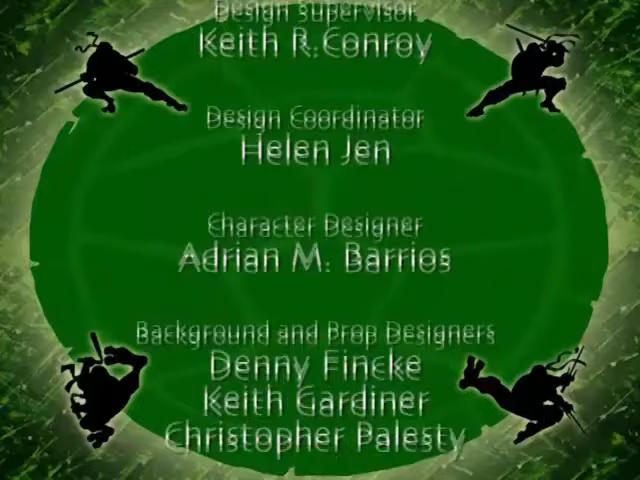 Design Supervisor
Keith R.Conroy
Design Coordinator
Helen Jen
Character Designer
Adrian M. Barrios
Background and Prop Designers
Denny Fincke
Keith Gardiner
Christopher Palesty